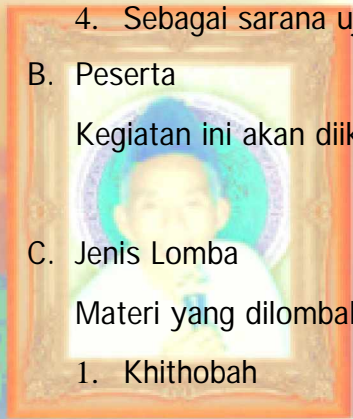 4. Sebagai sarana
B. Peserta
Kegiatan ini akan
C. Jenis Lomba
Materi yang
1. Khithobah